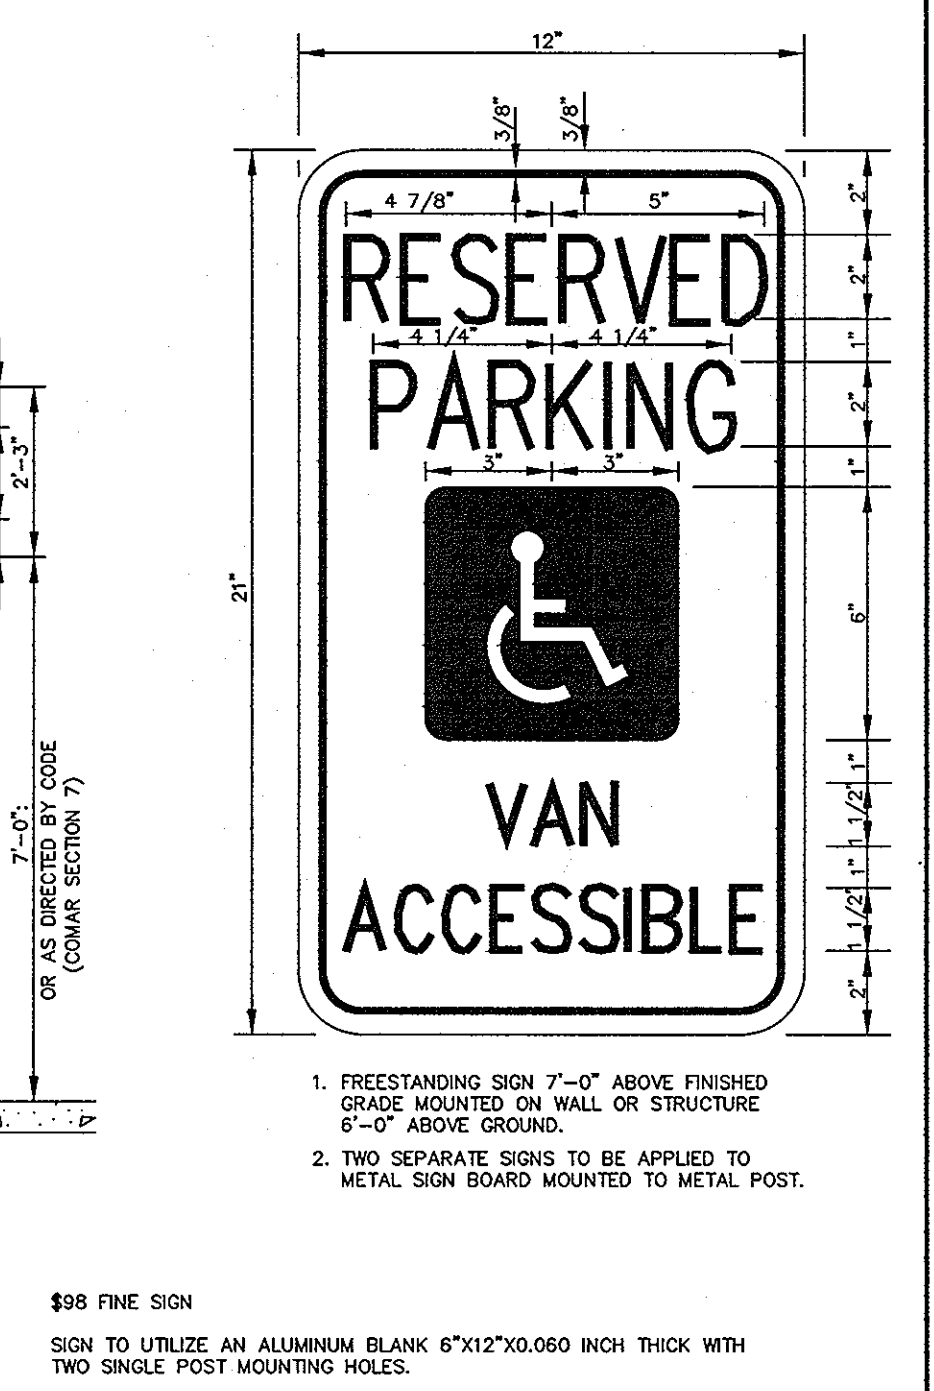 12"
3/8"
3/8"
4 7/8"
5"
2"
RESERVED
2"
4 1/4"
4 1/4"
1"
PARKING
2"
3"
3"
1"
2'-3"
21"
6"
7'-0":
OR AS DIRECTED BY CODE
(COMAR SECTION 7)
1"
VAN
1 1/2"
1"
ACCESSIBLE
1 1/2"
2"
1. FREESTANDING SIGN 7'-0" ABOVE FINISHED
GRADE MOUNTED ON WALL OR STRUCTURE
6'-0" ABOVE GROUND.
2. TWO SEPARATE SIGNS TO BE APPLIED TO
METAL SIGN BOARD MOUNTED TO METAL POST.
$98 FINE SIGN
SIGN TO UTILIZE AN ALUMINUM BLANK 6"X12"X0.060 INCH THICK WITH
TWO SINGLE POST MOUNTING HOLES.